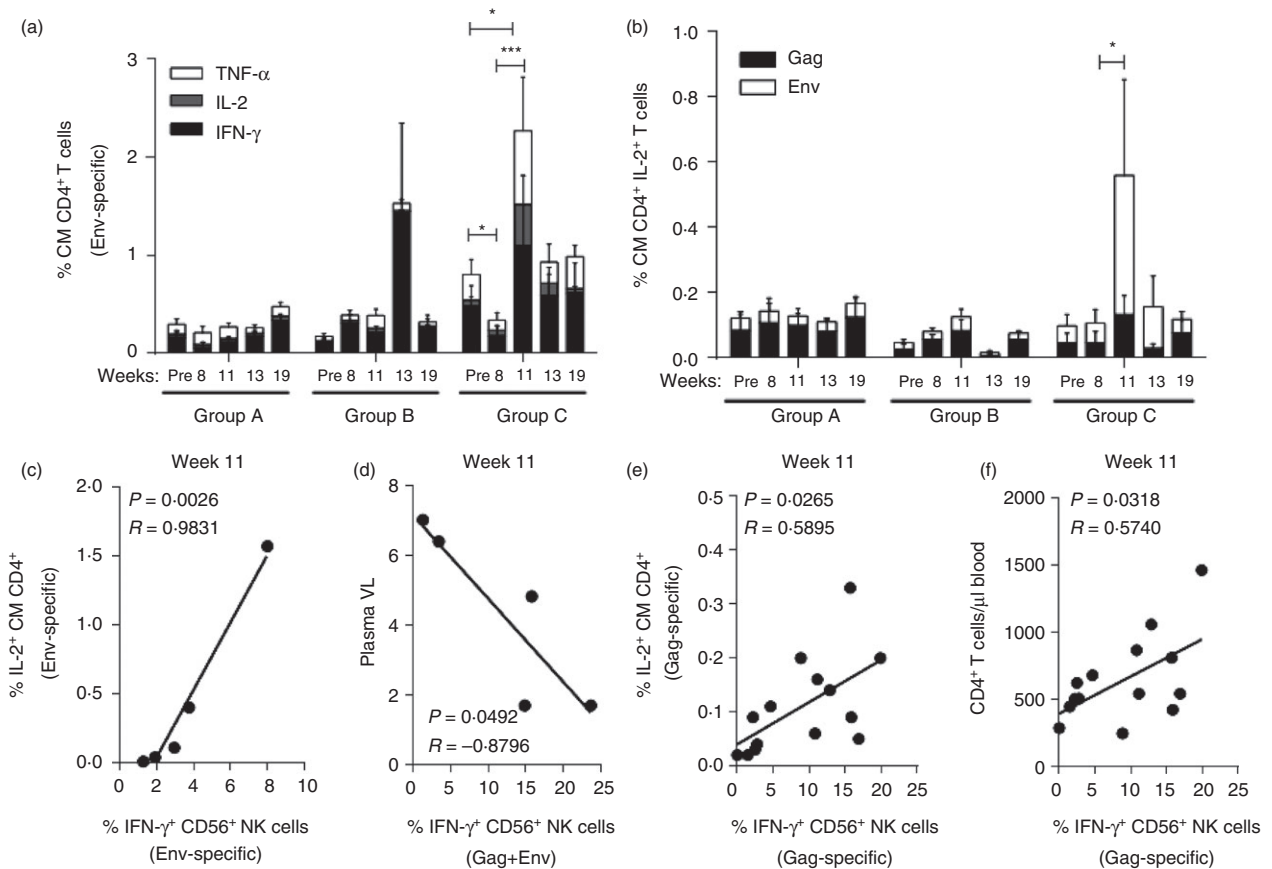 (a)
3
2
1
0
% CM CD4+ T cells
(Env-specific)
TNF-α
IL-2
IFN-γ
*
***
*
Weeks: Pre 8 11 13 19 Pre 8 11 13 19 Pre 8 11 13 19
Group A Group B Group C
(b)
1·0
0·8
0·6
0·4
0·2
0·0
% CM CD4+ IL-2+ T cells
Gag
Env
*
Weeks: Pre 8 11 13 19 Pre 8 11 13 19 Pre 8 11 13 19
Group A Group B Group C
(c)
Week 11
P = 0·0026
R = 0·9831
2·0
1·5
1·0
0·5
0·0
% IL-2+ CM CD4+
(Env-specific)
0 2 4 6 8 10
% IFN-γ+ CD56+ NK cells
(Env-specific)
(d)
Week 11
8
6
4
2
0
Plasma VL
P = 0·0492
R = –0·8796
0 5 10 15 20 25
% IFN-γ+ CD56+ NK cells
(Gag+Env)
(e)
Week 11
P = 0·0265
R = 0·5895
0·5
0·4
0·3
0·2
0·1
0·0
% IL-2+ CM CD4+
(Gag-specific)
0 5 10 15 20 25
% IFN-γ+ CD56+ NK cells
(Gag-specific)
(f)
Week 11
P = 0·0318
R = 0·5740
2000
1500
1000
500
0
CD4+ T cells/µl blood
0 5 10 15 20 25
% IFN-γ+ CD56+ NK cells
(Gag-specific)